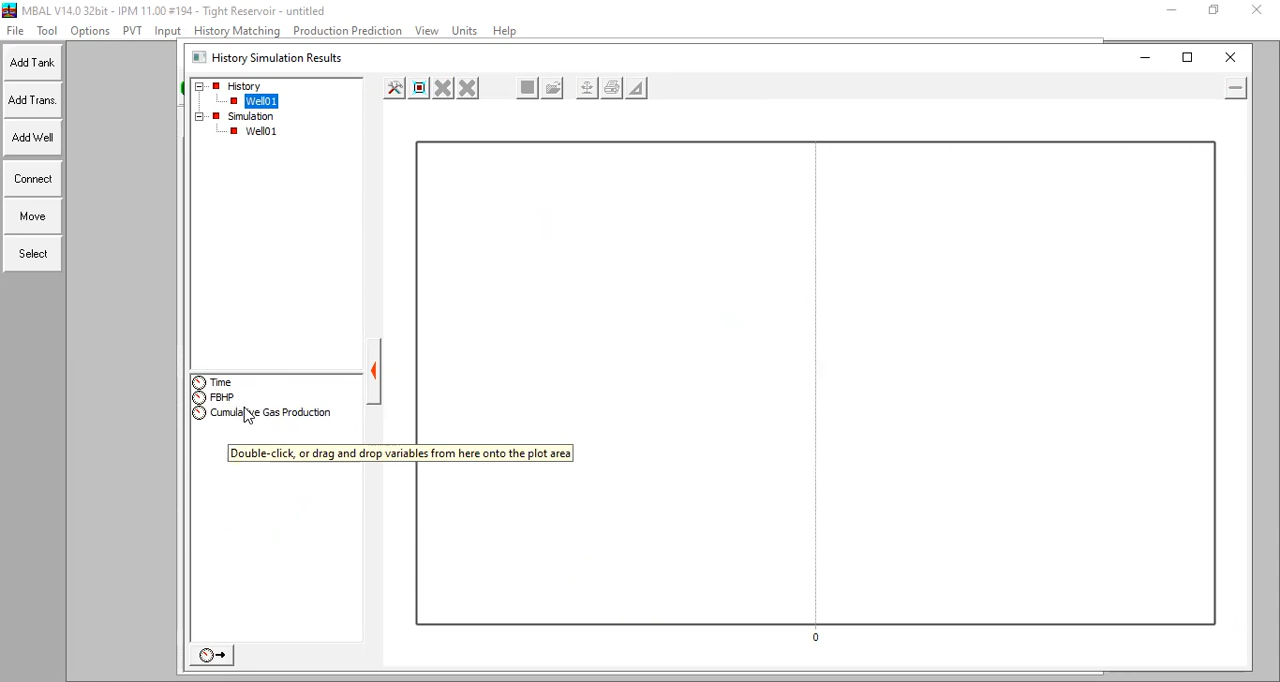 MBAL V14.0 32bit - IPM 11.00 #194 - Tight Reservoir - untitled
File Tool Options PVT Input History Matching Production Prediction View Units Help
Add Tank
Add Trans.
Add Well
Connect
Move
Select
History Simulation Results
History
Well01
Simulation
Well01
Time
FBHP
Cumulative Gas Production
Double-click, or drag and drop variables from here onto the plot area
0